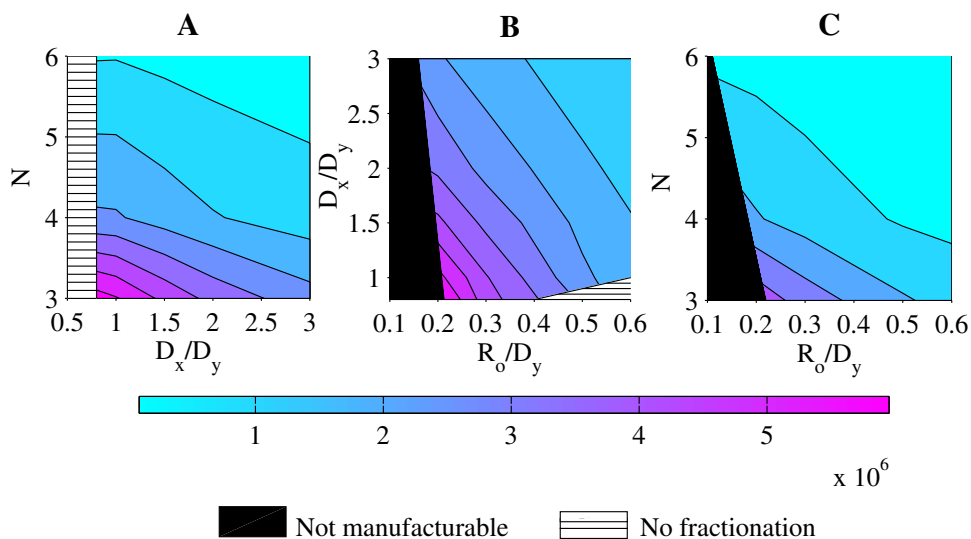 A
B
C
6
5
4
3
N
0.5 1 1.5 2 2.5 3
D_x/D_y
3
2.5
2
1.5
1
D_x/D_y
0.1 0.2 0.3 0.4 0.5 0.6
R_o/D_y
6
5
4
3
N
0.1 0.2 0.3 0.4 0.5 0.6
R_o/D_y
1 2 3 4 5
x 10^6
Not manufacturable
No fractionation